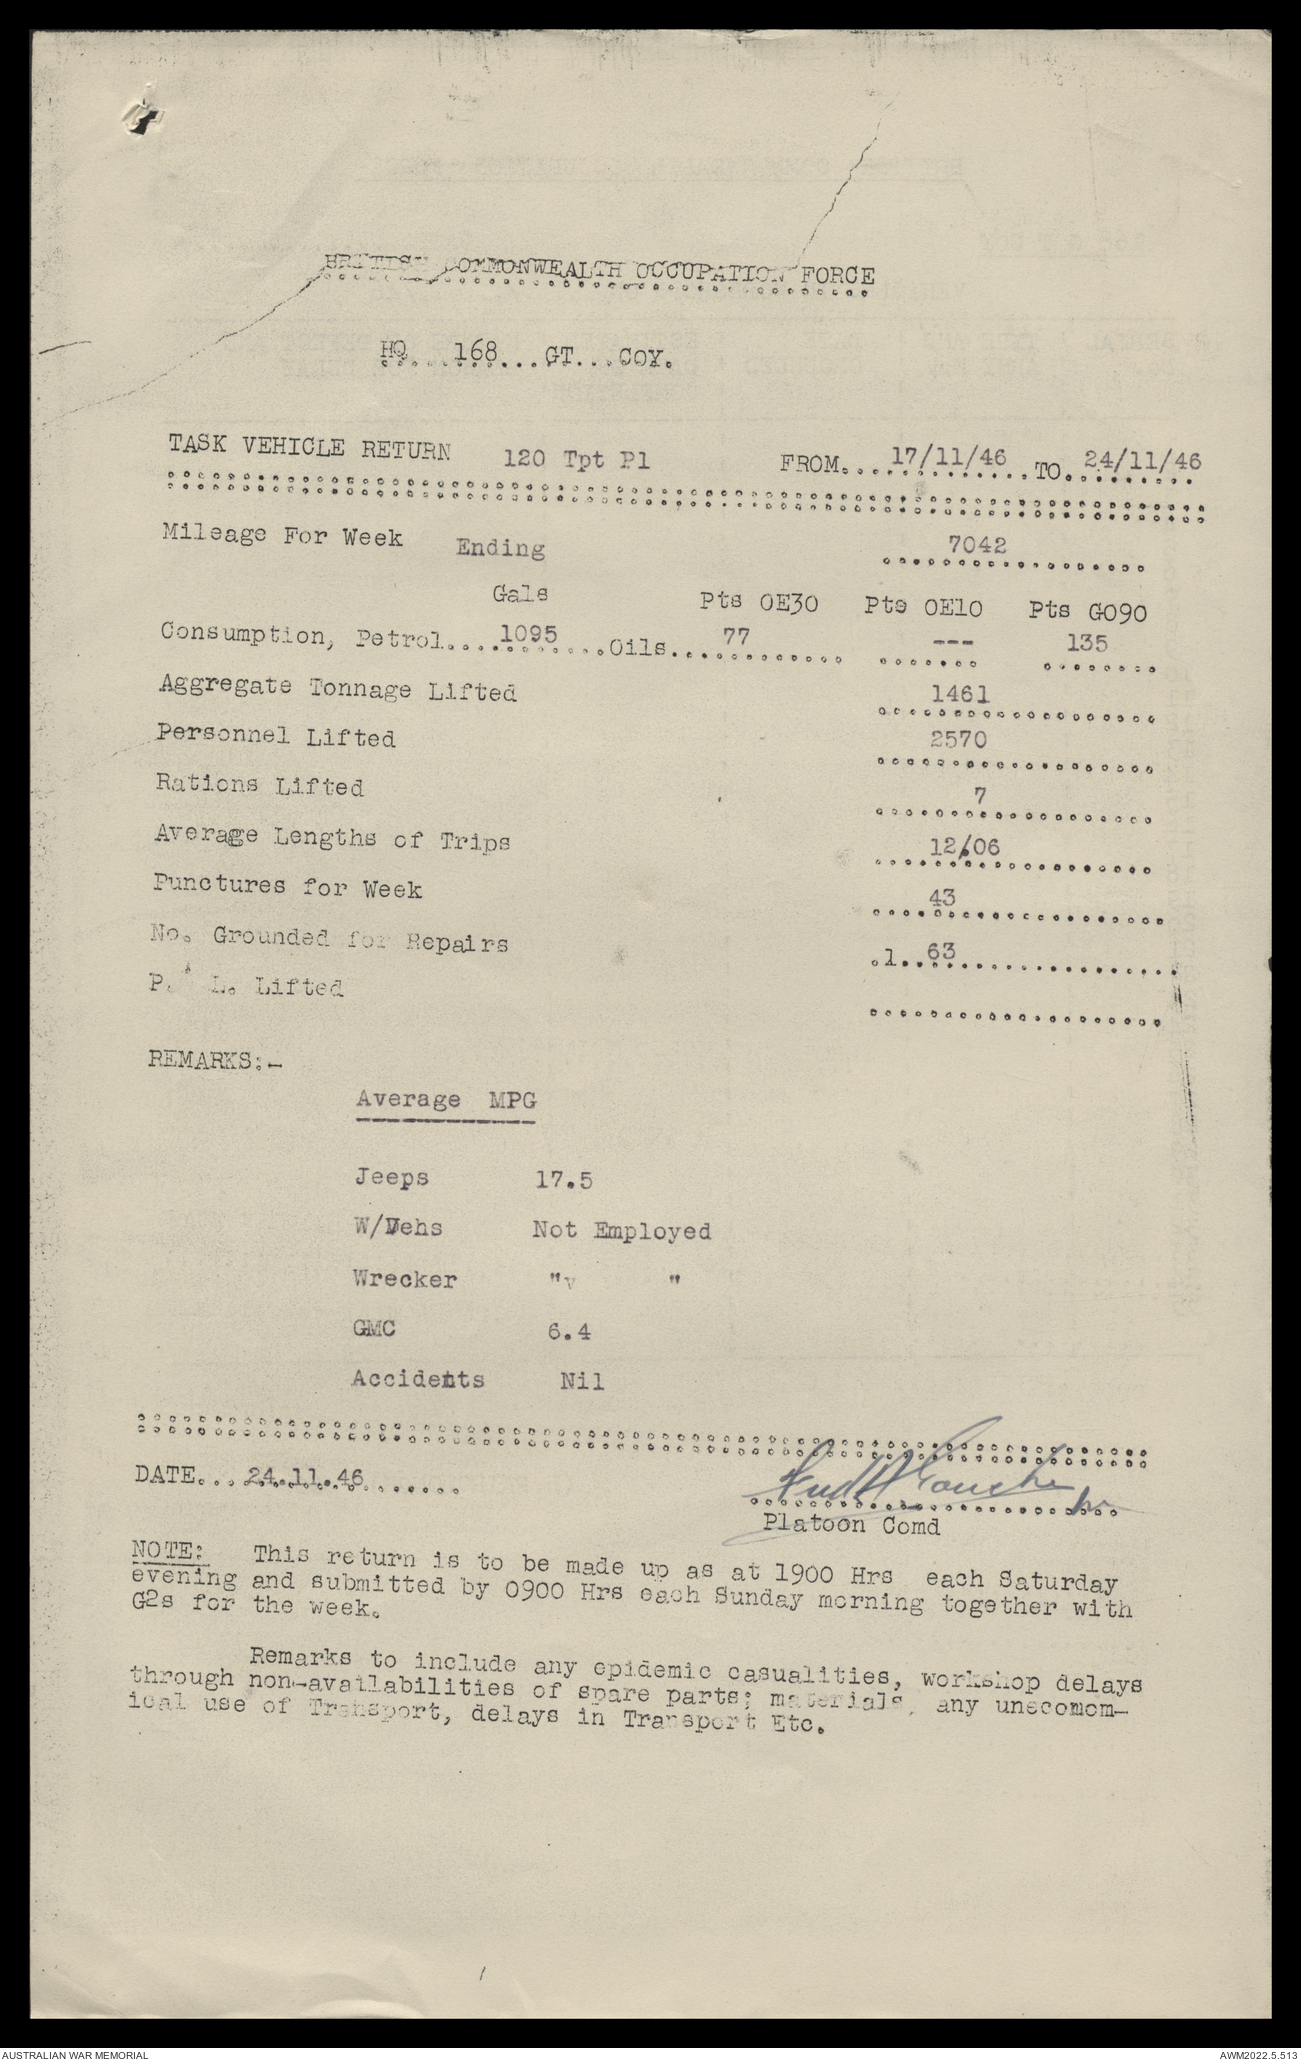 BRITISH COMMONWEALTH OCCUPATION FORCE
HQ....168...GT...COY.
TASK VEHICLE RETURN 120 Tpt Pl FROM....17/11/46....TO...24/11/46
Mileage For Week Ending 7042
Gals Pts OE30 Pts OE10 Pts GO90
Consumption, Petrol.....1095.....Oils......77...... --- 135
Aggregate Tonnage Lifted 1461
Personnel Lifted 2570
Rations Lifted 7
Average Lengths of Trips 12.06
Punctures for Week 43
No. Grounded for Repairs .1..63
P. L. Lifted
REMARKS:-
Average MPG
Jeeps 17.5
W/Vehs Not Employed
Wrecker " "
GMC 6.4
Accidents Nil
DATE...24.11.46.......
Platoon Comd
NOTE: This return is to be made up as at 1900 Hrs each Saturday
evening and submitted by 0900 Hrs each Sunday morning together with
G2s for the week.
Remarks to include any epidemic casualities, workshop delays
through non-availabilities of spare parts; materials, any unecomom-
ical use of Transport, delays in Transport Etc.
AUSTRALIAN WAR MEMORIAL
AWM2022.5.513